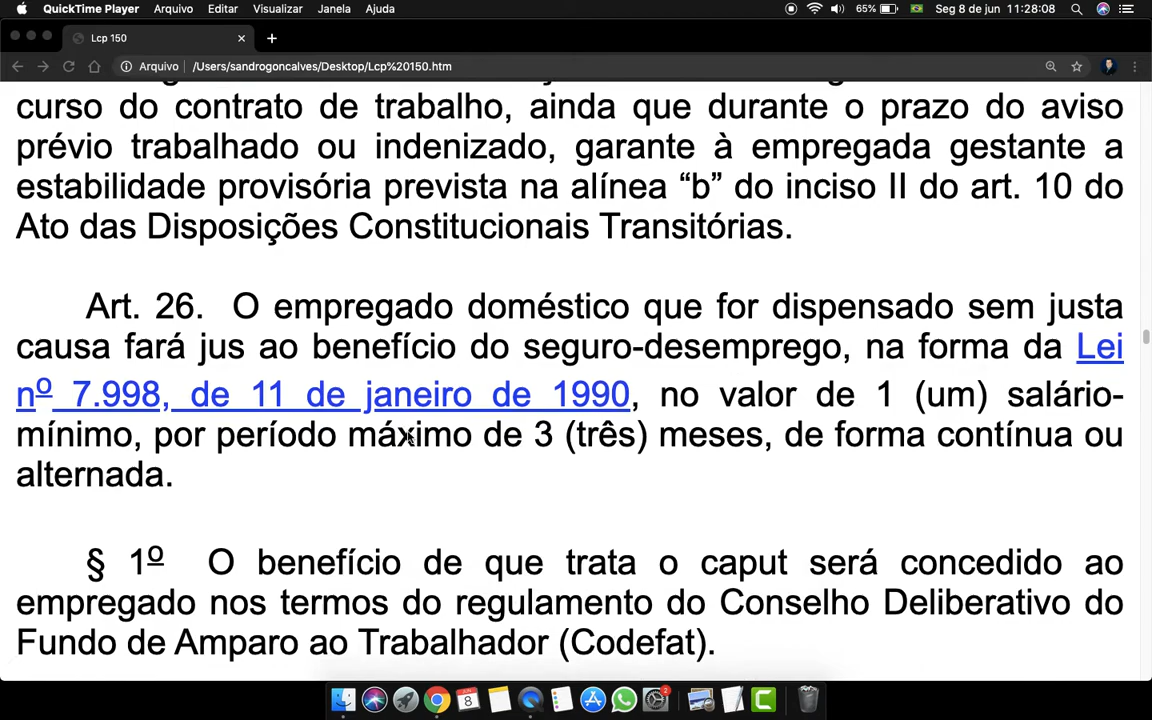 QuickTime Player Arquivo Editar Visualizar Janela Ajuda 65% Seg 8 de jun 11:28:08
Lcp 150
Arquivo /Users/sandrogoncalves/Desktop/Lcp%20150.htm
curso do contrato de trabalho, ainda que durante o prazo do aviso
prévio trabalhado ou indenizado, garante à empregada gestante a
estabilidade provisória prevista na alínea “b” do inciso II do art. 10 do
Ato das Disposições Constitucionais Transitórias.
Art. 26. O empregado doméstico que for dispensado sem justa
causa fará jus ao benefício do seguro-desemprego, na forma da Lei
nº 7.998, de 11 de janeiro de 1990, no valor de 1 (um) salário-
mínimo, por período máximo de 3 (três) meses, de forma contínua ou
alternada.
§ 1º O benefício de que trata o caput será concedido ao
empregado nos termos do regulamento do Conselho Deliberativo do
Fundo de Amparo ao Trabalhador (Codefat).
JUN 8 2